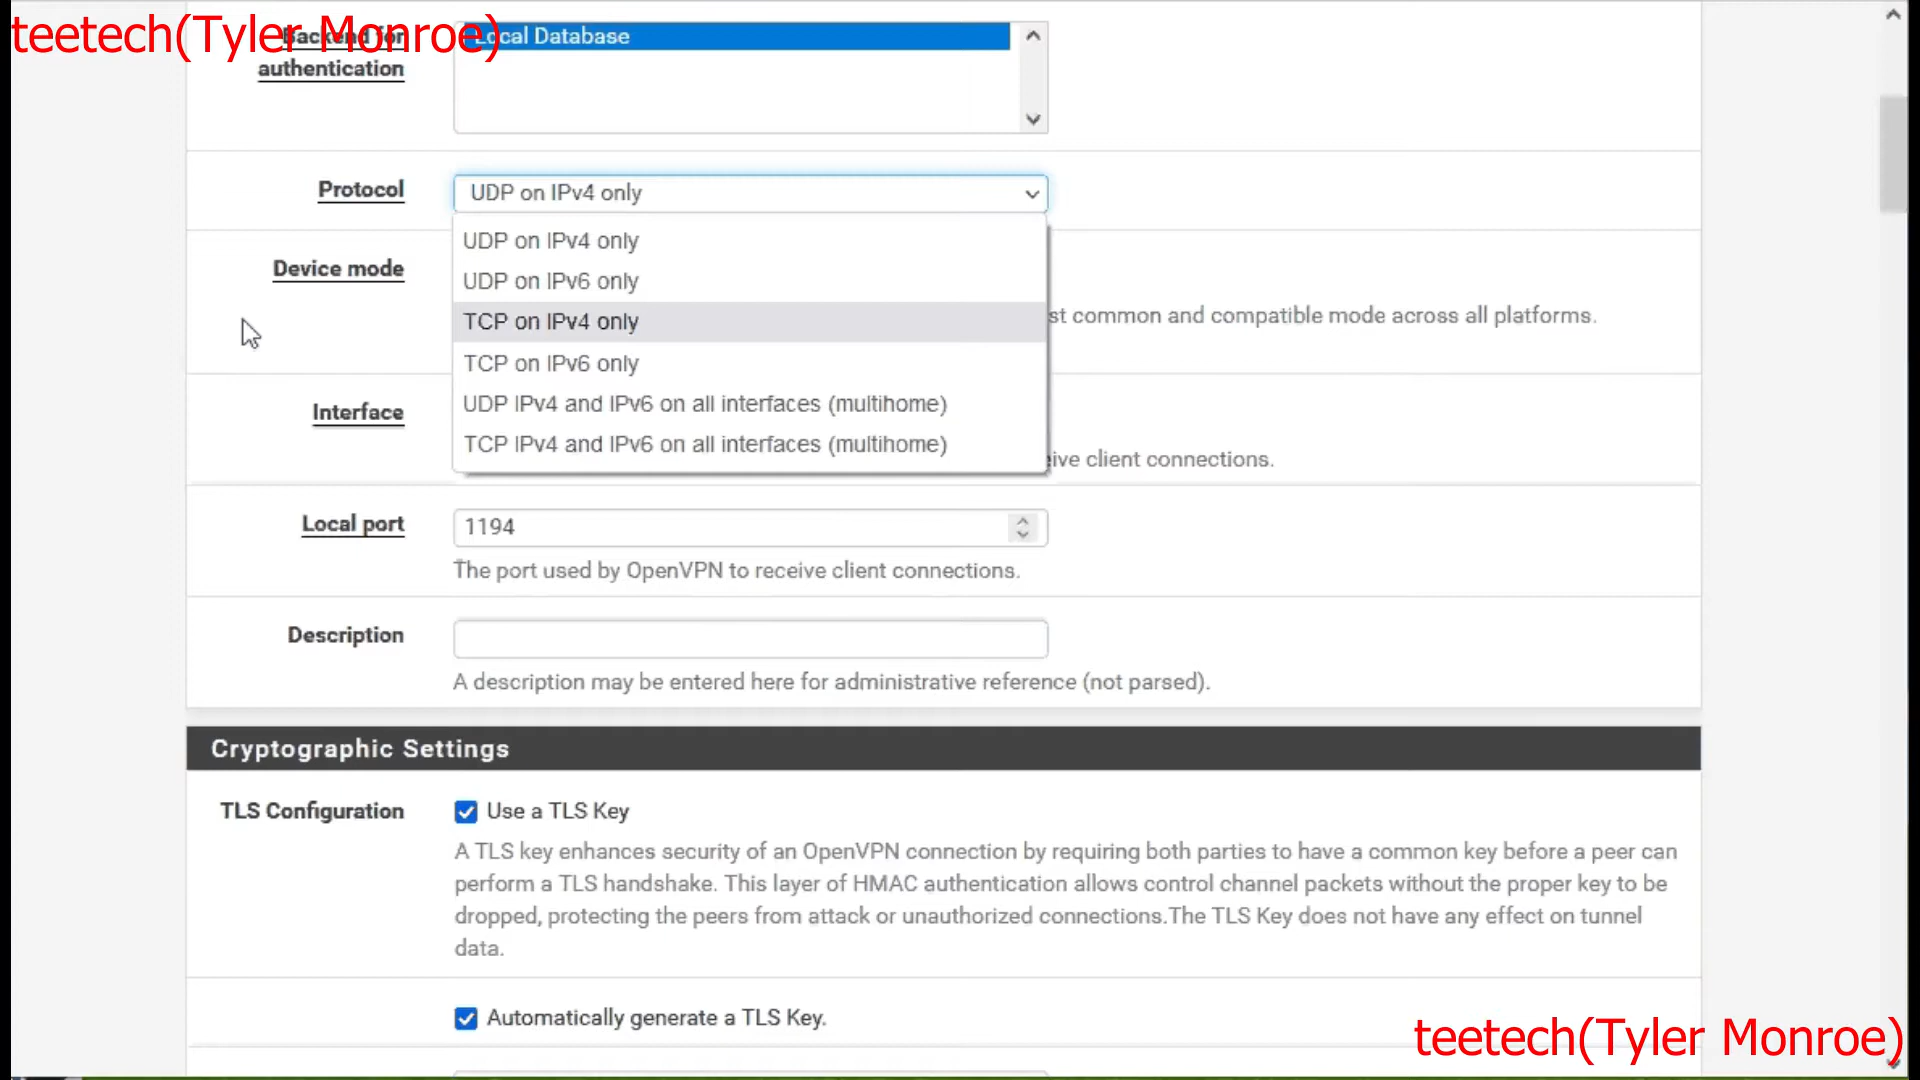 teetech(Tyler Monroe)
Backend for
authentication
Local Database
Protocol
UDP on IPv4 only
UDP on IPv4 only
UDP on IPv6 only
TCP on IPv4 only
TCP on IPv6 only
UDP IPv4 and IPv6 on all interfaces (multihome)
TCP IPv4 and IPv6 on all interfaces (multihome)
Device mode
common and compatible mode across all platforms.
Interface
client connections.
Local port
1194
The port used by OpenVPN to receive client connections.
Description
A description may be entered here for administrative reference (not parsed).
Cryptographic Settings
TLS Configuration
Use a TLS Key
A TLS key enhances security of an OpenVPN connection by requiring both parties to have a common key before a peer can
perform a TLS handshake. This layer of HMAC authentication allows control channel packets without the proper key to be
dropped, protecting the peers from attack or unauthorized connections.The TLS Key does not have any effect on tunnel
data.
Automatically generate a TLS Key.
teetech(Tyler Monroe)